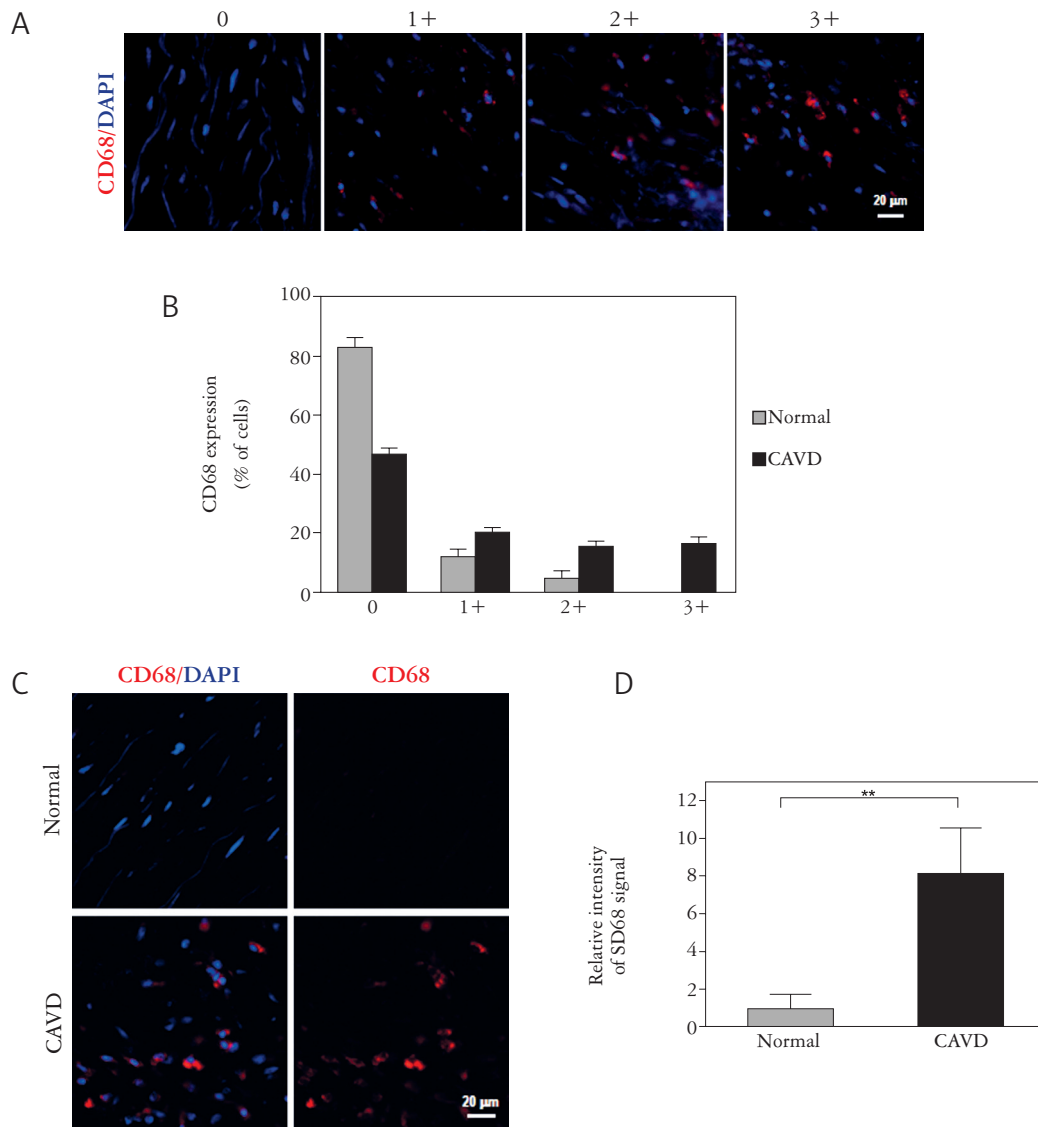 A
0 1+ 2+ 3+
CD68/DAPI
20 µm
B
100
80
60
40
20
0
CD68 expression
(% of cells)
0 1+ 2+ 3+
Normal
CAVD
C
CD68/DAPI CD68
Normal
CAVD
20 µm
D
12
10
8
6
4
2
0
Relative intensity
of SD68 signal
**
Normal CAVD